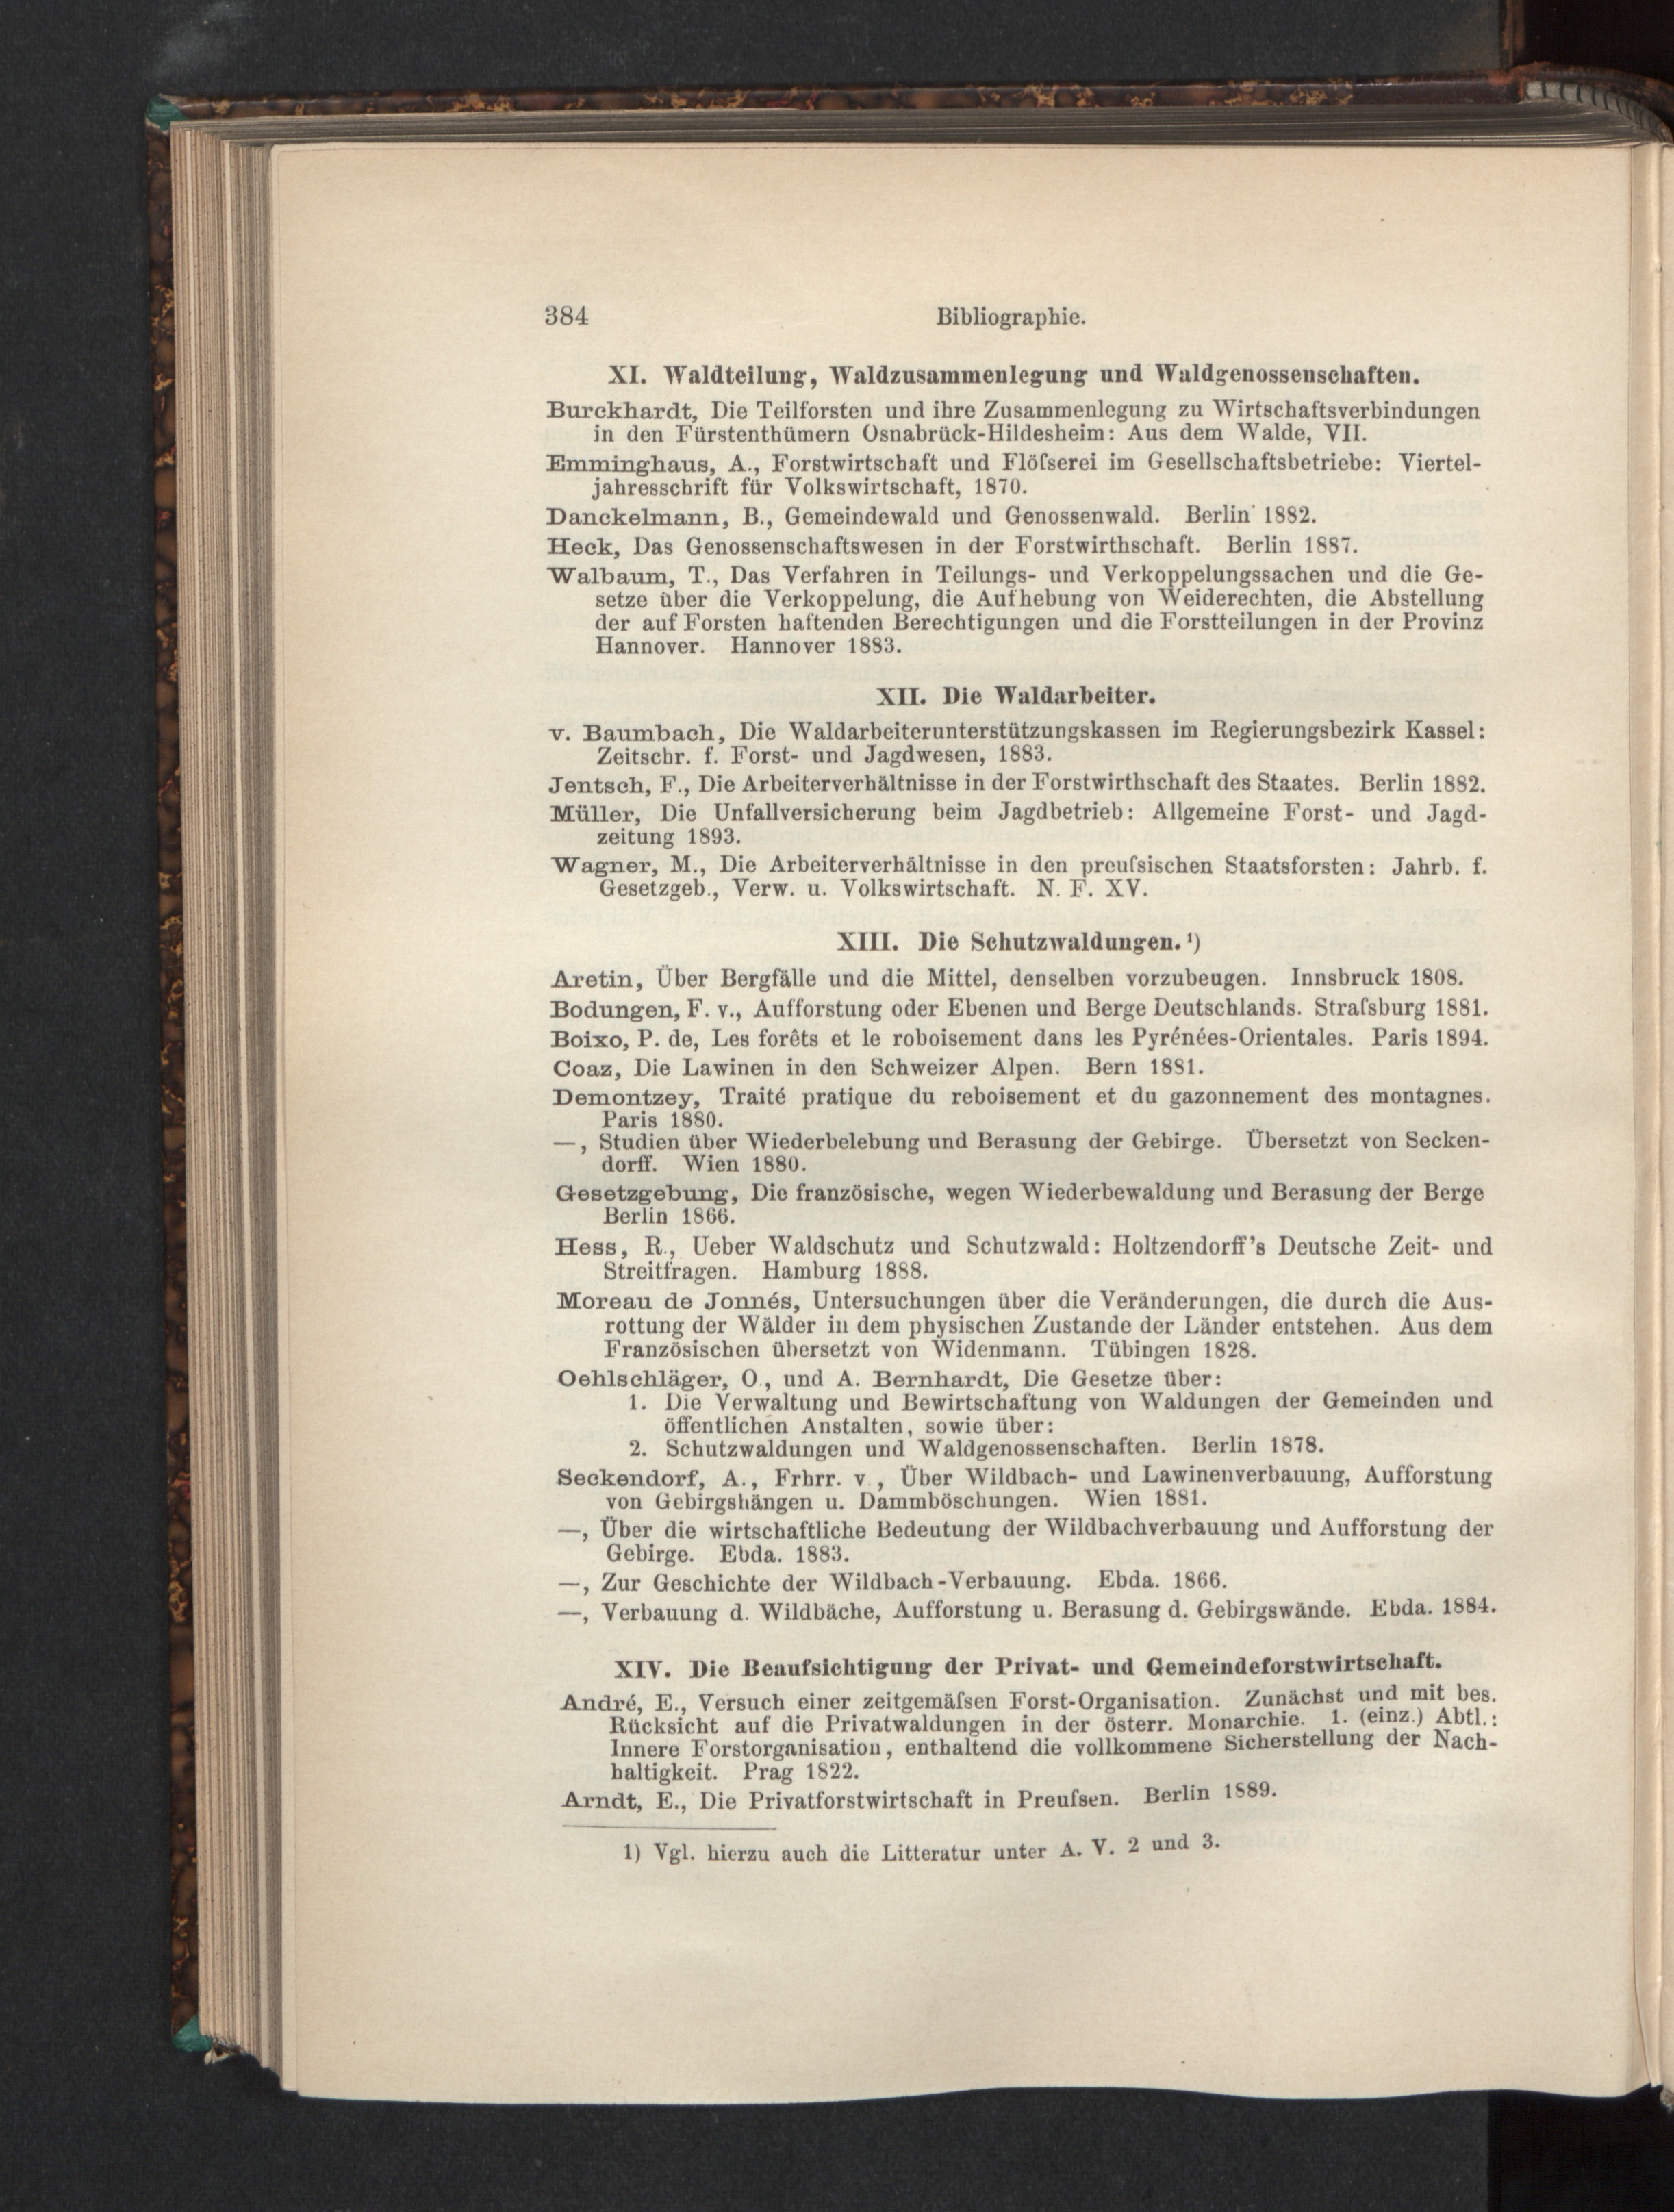 384 Bibliographie.
XI. Waldteilung, Waldzusammenlegung und Waldgenossenschaften.
Burckhardt, Die Teilforsten und ihre Zusammenlegung zu Wirtschaftsverbindungen
in den Fürstenthümern Osnabrück-Hildesheim: Aus dem Walde, VII.
Emminghaus, A., Forstwirtschaft und Flöſserei im Gesellschaftsbetriebe: Viertel-
jahresschrift für Volkswirtschaft, 1870.
Danckelmann, B., Gemeindewald und Genossenwald. Berlin 1882.
Heck, Das Genossenschaftswesen in der Forstwirthschaft. Berlin 1887.
Walbaum, T., Das Verfahren in Teilungs- und Verkoppelungssachen und die Ge-
setze über die Verkoppelung, die Aufhebung von Weiderechten, die Abstellung
der auf Forsten haftenden Berechtigungen und die Forstteilungen in der Provinz
Hannover. Hannover 1883.
XII. Die Waldarbeiter.
v. Baumbach, Die Waldarbeiterunterstützungskassen im Regierungsbezirk Kassel:
Zeitschr. f. Forst- und Jagdwesen, 1883.
Jentsch, F., Die Arbeiterverhältnisse in der Forstwirthschaft des Staates. Berlin 1882.
Müller, Die Unfallversicherung beim Jagdbetrieb: Allgemeine Forst- und Jagd-
zeitung 1893.
Wagner, M., Die Arbeiterverhältnisse in den preuſsischen Staatsforsten: Jahrb. f.
Gesetzgeb., Verw. u. Volkswirtschaft. N. F. XV.
XIII. Die Schutzwaldungen. ¹)
Aretin, Über Bergfälle und die Mittel, denselben vorzubeugen. Innsbruck 1808.
Bodungen, F. v., Aufforstung oder Ebenen und Berge Deutschlands. Straſsburg 1881.
Boixo, P. de, Les forêts et le roboisement dans les Pyrénées-Orientales. Paris 1894.
Coaz, Die Lawinen in den Schweizer Alpen. Bern 1881.
Demontzey, Traité pratique du reboisement et du gazonnement des montagnes.
Paris 1880.
—, Studien über Wiederbelebung und Berasung der Gebirge. Übersetzt von Secken-
dorff. Wien 1880.
Gesetzgebung, Die französische, wegen Wiederbewaldung und Berasung der Berge
Berlin 1866.
Hess, R., Ueber Waldschutz und Schutzwald: Holtzendorff's Deutsche Zeit- und
Streitfragen. Hamburg 1888.
Moreau de Jonnés, Untersuchungen über die Veränderungen, die durch die Aus-
rottung der Wälder in dem physischen Zustande der Länder entstehen. Aus dem
Französischen übersetzt von Widenmann. Tübingen 1828.
Oehlschläger, O., und A. Bernhardt, Die Gesetze über:
1. Die Verwaltung und Bewirtschaftung von Waldungen der Gemeinden und
öffentlichen Anstalten, sowie über:
2. Schutzwaldungen und Waldgenossenschaften. Berlin 1878.
Seckendorf, A., Frhrr. v., Über Wildbach- und Lawinenverbauung, Aufforstung
von Gebirgshängen u. Dammböschungen. Wien 1881.
—, Über die wirtschaftliche Bedeutung der Wildbachverbauung und Aufforstung der
Gebirge. Ebda. 1883.
—, Zur Geschichte der Wildbach-Verbauung. Ebda. 1866.
—, Verbauung d. Wildbäche, Aufforstung u. Berasung d. Gebirgswände. Ebda. 1884.
XIV. Die Beaufsichtigung der Privat- und Gemeindeforstwirtschaft.
André, E., Versuch einer zeitgemäſsen Forst-Organisation. Zunächst und mit bes.
Rücksicht auf die Privatwaldungen in der österr. Monarchie. 1. (einz.) Abtl.:
Innere Forstorganisation, enthaltend die vollkommene Sicherstellung der Nach-
haltigkeit. Prag 1822.
Arndt, E., Die Privatforstwirtschaft in Preuſsen. Berlin 1889.
1) Vgl. hierzu auch die Litteratur unter A. V. 2 und 3.